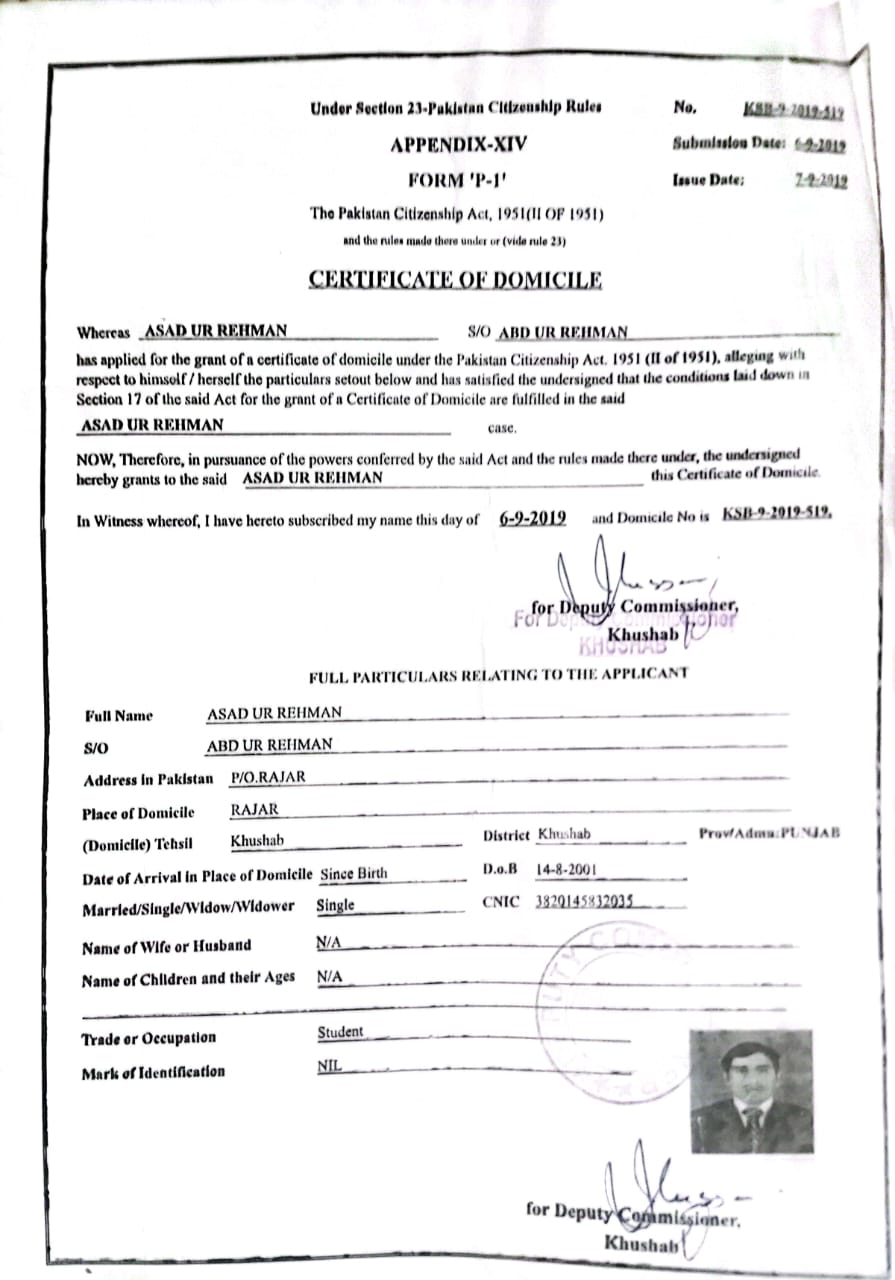 Under Section 23-Pakistan Citizenship Rules
No. KSB-9-2019-519
APPENDIX-XIV
Submission Date: 6-9-2019
FORM 'P-1'
Issue Date: 7-9-2019
The Pakistan Citizenship Act, 1951(II OF 1951)
and the rules made there under or (vide rule 23)
CERTIFICATE OF DOMICILE
Whereas ASAD UR REHMAN S/O ABD UR REHMAN
has applied for the grant of a certificate of domicile under the Pakistan Citizenship Act. 1951 (II of 1951), alleging with
respect to himself / herself the particulars setout below and has satisfied the undersigned that the conditions laid down in
Section 17 of the said Act for the grant of a Certificate of Domicile are fulfilled in the said
ASAD UR REHMAN case.
NOW, Therefore, in pursuance of the powers conferred by the said Act and the rules made there under, the undersigned
hereby grants to the said ASAD UR REHMAN this Certificate of Domicile.
In Witness whereof, I have hereto subscribed my name this day of 6-9-2019 and Domicile No is KSB-9-2019-519.
for Deputy Commissioner,
For Deputy Commissioner
Khushab
KHUSHAB
FULL PARTICULARS RELATING TO THE APPLICANT
Full Name ASAD UR REHMAN
S/O ABD UR REHMAN
Address in Pakistan P/O.RAJAR
Place of Domicile RAJAR
(Domicile) Tehsil Khushab District Khushab Prov/Admn:PUNJAB
Date of Arrival in Place of Domicile Since Birth D.o.B 14-8-2001
Married/Single/Widow/Widower Single CNIC 3820145832035
Name of Wife or Husband N/A
Name of Children and their Ages N/A
Trade or Occupation Student
Mark of Identification NIL
for Deputy Commissioner.
Khushab